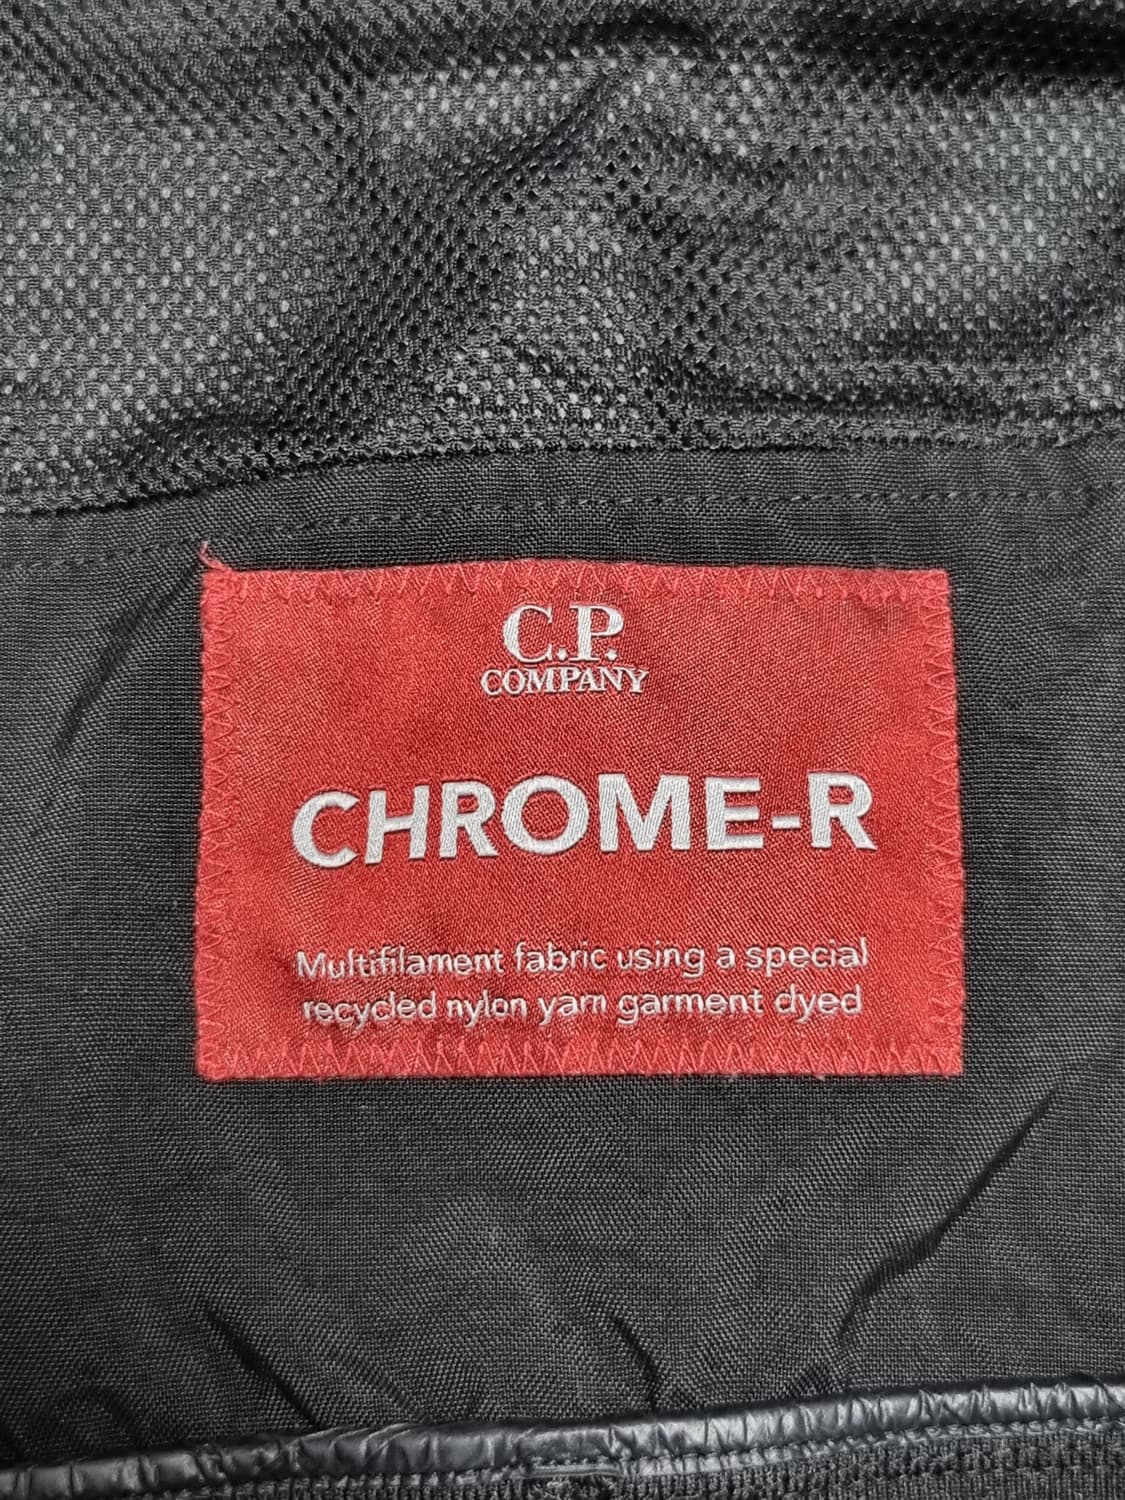 C.P.
COMPANY
CHROME-R
Multifilament fabric using a special
recycled nylon yarn garment dyed